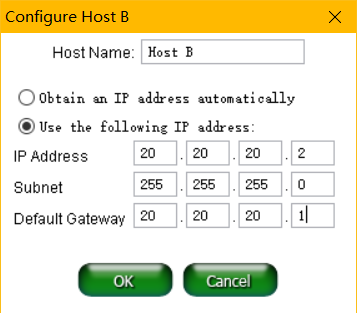 Configure Host B
Host Name: Host B
Obtain an IP address automatically
Use the following IP address:
IP Address 20 . 20 . 20 . 2
Subnet 255 . 255 . 255 . 0
Default Gateway 20 . 20 . 20 . 1
OK Cancel